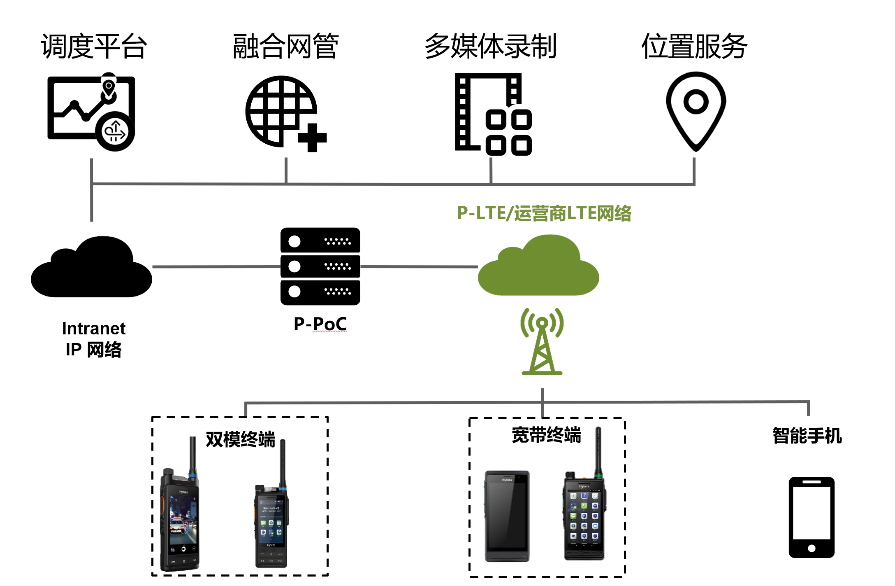 调度平台
融合网管
多媒体录制
位置服务
P-LTE/运营商LTE网络
Intranet
IP 网络
P-PoC
双模终端
宽带终端
智能手机